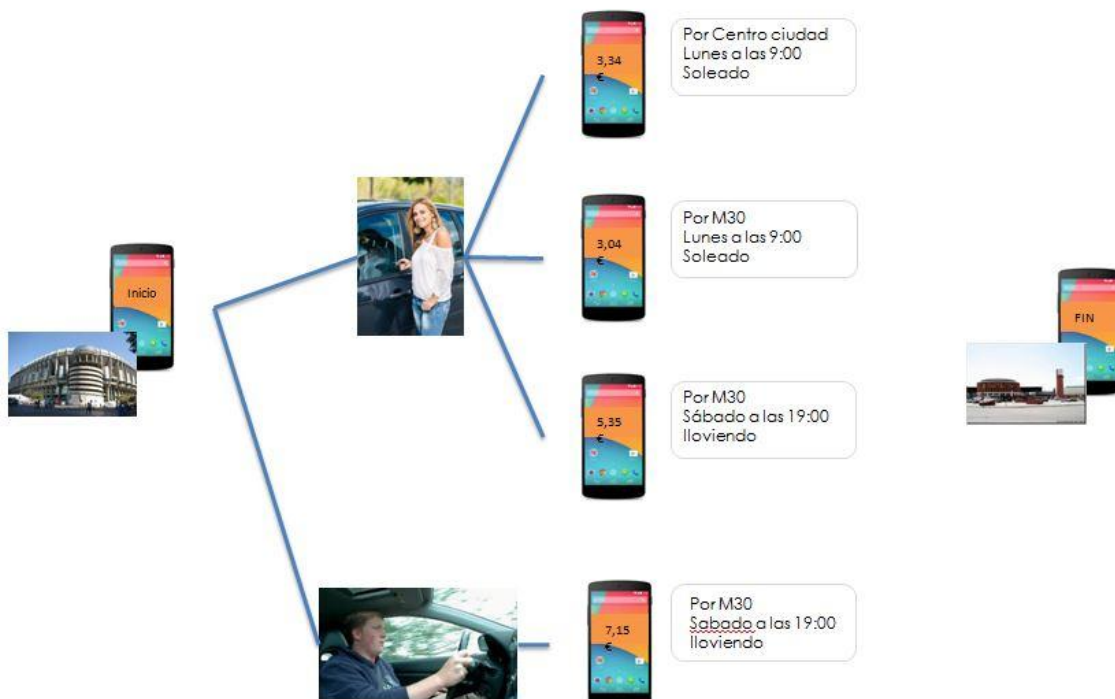 Inicio
3,34
€
Por Centro ciudad
Lunes a las 9:00
Soleado
3,04
€
Por M30
Lunes a las 9:00
Soleado
5,35
€
Por M30
Sábado a las 19:00
lloviendo
7,15
€
Por M30
Sabado a las 19:00
lloviendo
FIN